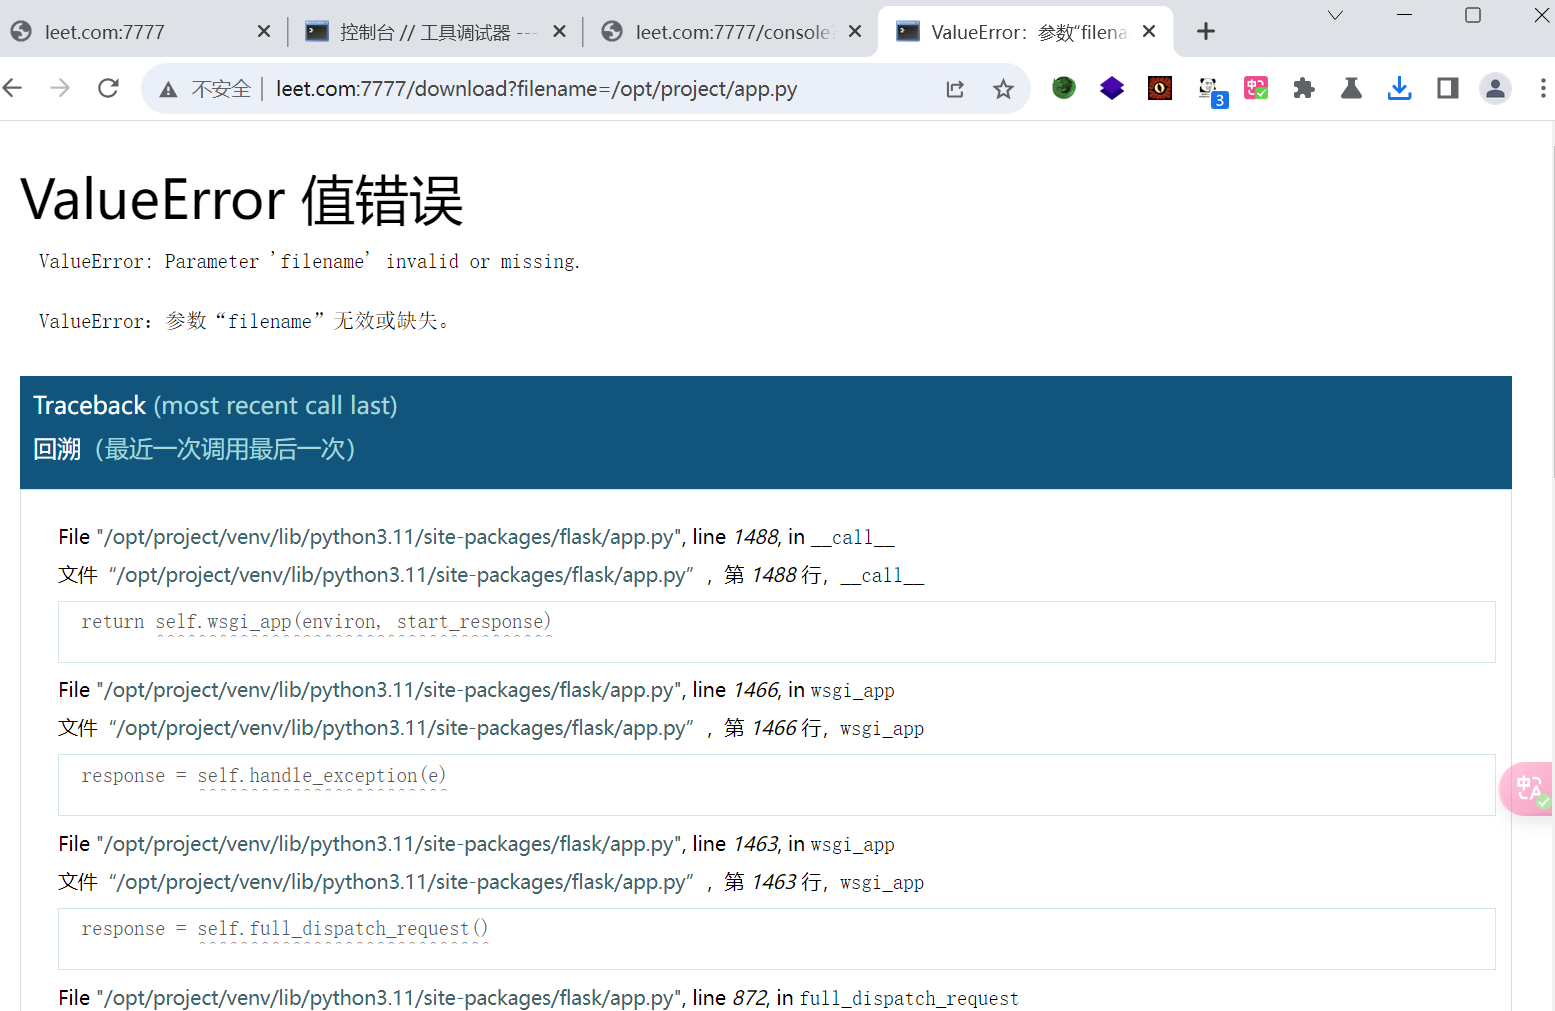 leet.com:7777
控制台 // 工具调试器 ---
leet.com:7777/console?
ValueError：参数“filena
不安全
leet.com:7777/download?filename=/opt/project/app.py
3
ValueError 值错误
ValueError: Parameter 'filename' invalid or missing.
ValueError：参数“filename”无效或缺失。
Traceback (most recent call last)
回溯（最近一次调用最后一次）
File "/opt/project/venv/lib/python3.11/site-packages/flask/app.py", line 1488, in __call__
文件 “/opt/project/venv/lib/python3.11/site-packages/flask/app.py” ，第 1488 行，__call__
return self.wsgi_app(environ, start_response)
File "/opt/project/venv/lib/python3.11/site-packages/flask/app.py", line 1466, in wsgi_app
文件 “/opt/project/venv/lib/python3.11/site-packages/flask/app.py” ，第 1466 行，wsgi_app
response = self.handle_exception(e)
中A
File "/opt/project/venv/lib/python3.11/site-packages/flask/app.py", line 1463, in wsgi_app
文件 “/opt/project/venv/lib/python3.11/site-packages/flask/app.py” ，第 1463 行，wsgi_app
response = self.full_dispatch_request()
File "/opt/project/venv/lib/python3.11/site-packages/flask/app.py", line 872, in full_dispatch_request